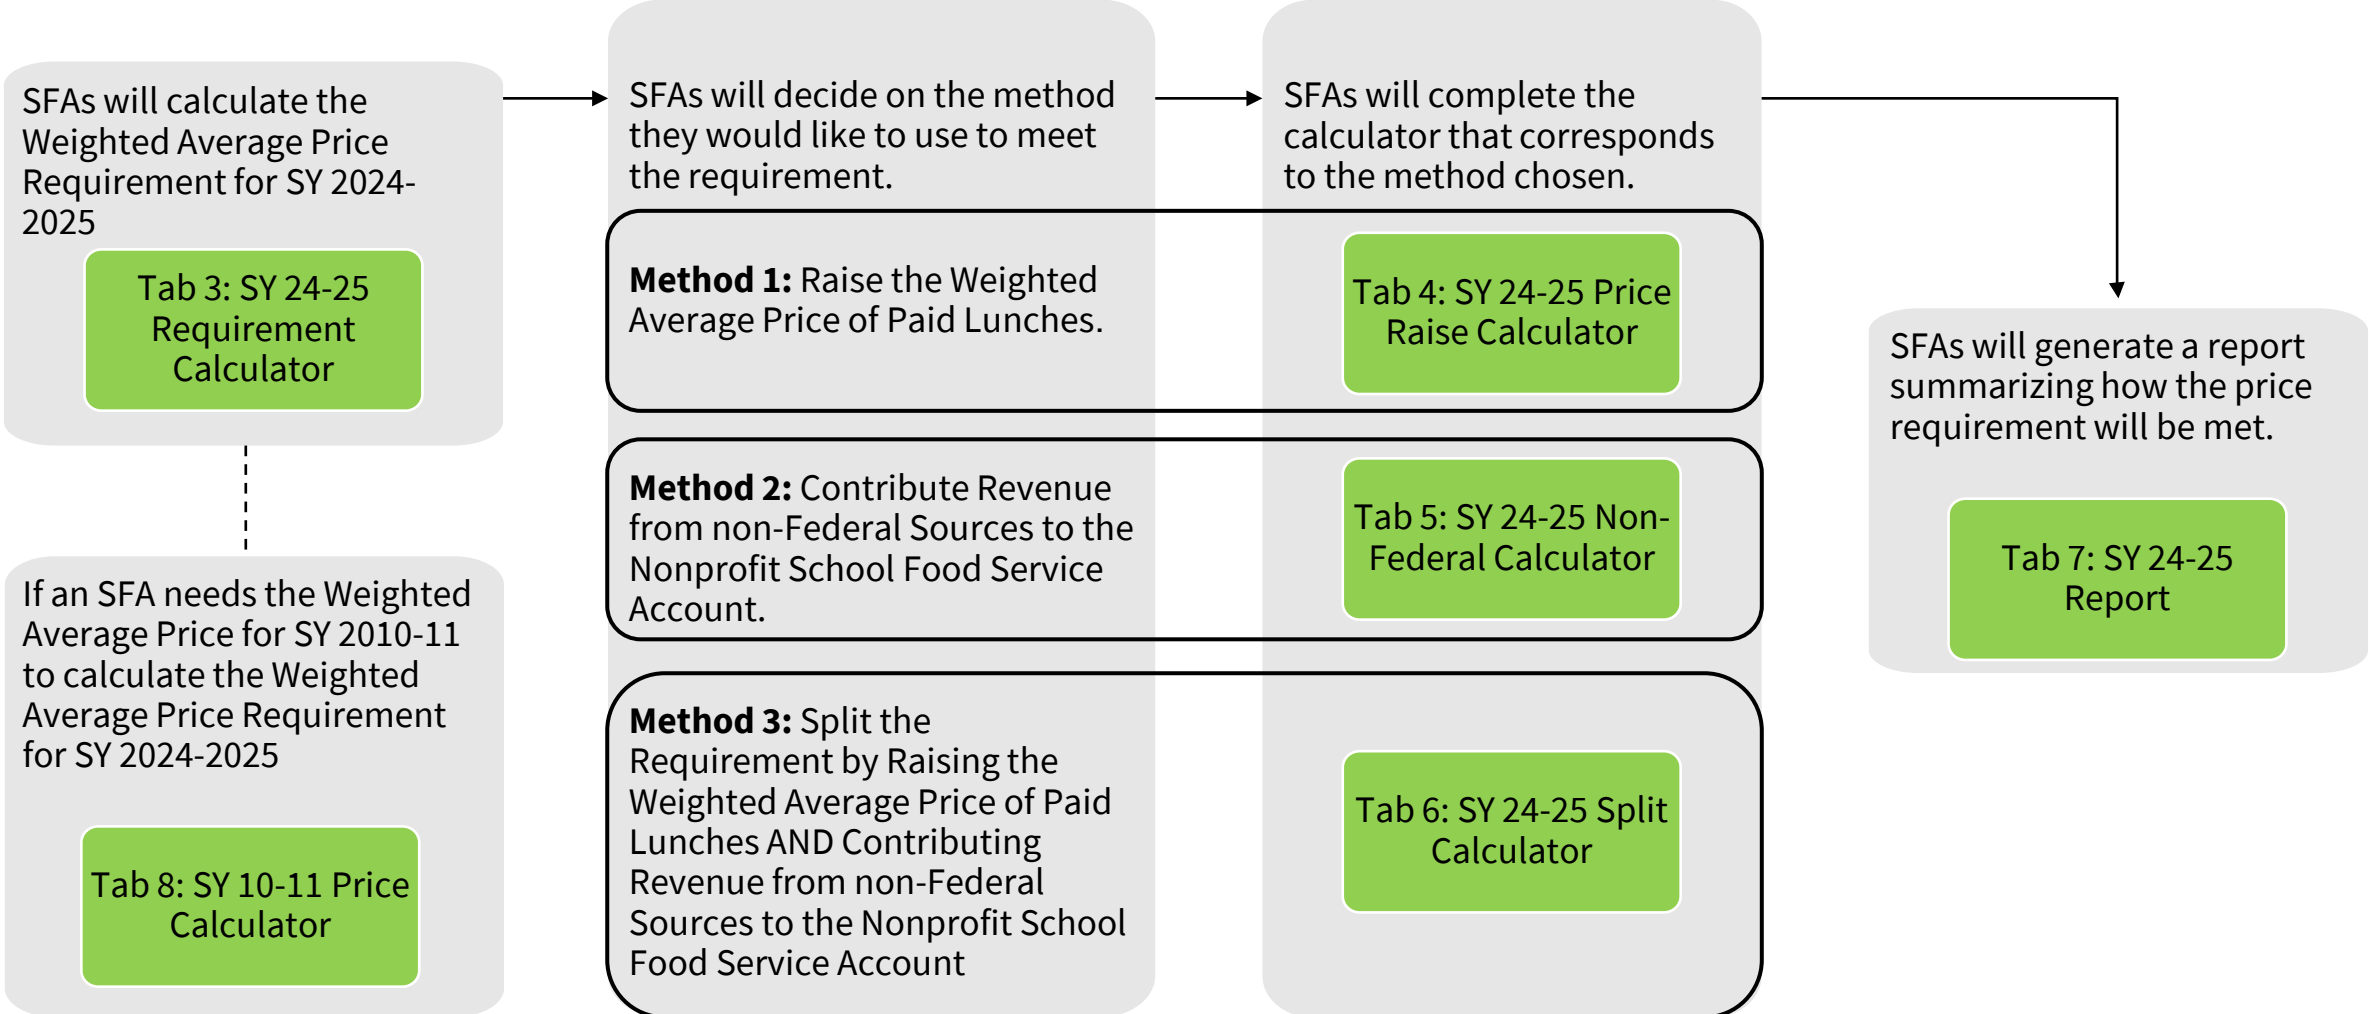 SFAs will calculate the
Weighted Average Price
Requirement for SY 2024-
2025
Tab 3: SY 24-25
Requirement
Calculator
If an SFA needs the Weighted
Average Price for SY 2010-11
to calculate the Weighted
Average Price Requirement
for SY 2024-2025
Tab 8: SY 10-11 Price
Calculator
SFAs will decide on the method
they would like to use to meet
the requirement.
Method 1: Raise the Weighted
Average Price of Paid Lunches.
Method 2: Contribute Revenue
from non-Federal Sources to the
Nonprofit School Food Service
Account.
Method 3: Split the
Requirement by Raising the
Weighted Average Price of Paid
Lunches AND Contributing
Revenue from non-Federal
Sources to the Nonprofit School
Food Service Account
SFAs will complete the
calculator that corresponds
to the method chosen.
Tab 4: SY 24-25 Price
Raise Calculator
Tab 5: SY 24-25 Non-
Federal Calculator
Tab 6: SY 24-25 Split
Calculator
SFAs will generate a report
summarizing how the price
requirement will be met.
Tab 7: SY 24-25
Report